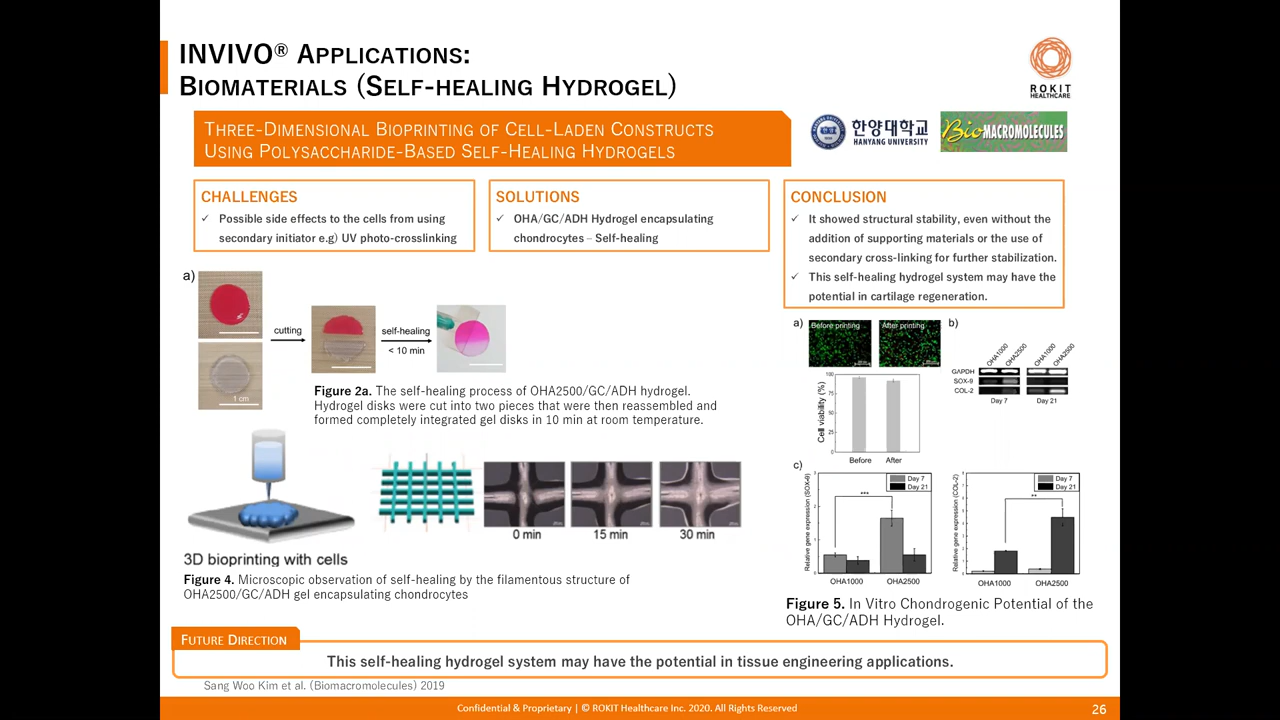 INVIVO® APPLICATIONS:
BIOMATERIALS (SELF-HEALING HYDROGEL)
ROKIT
HEALTHCARE
THREE-DIMENSIONAL BIOPRINTING OF CELL-LADEN CONSTRUCTS
USING POLYSACCHARIDE-BASED SELF-HEALING HYDROGELS
한양대학교
HANYANG UNIVERSITY
BioMACROMOLECULES
CHALLENGES
✓ Possible side effects to the cells from using
secondary initiator e.g) UV photo-crosslinking
SOLUTIONS
✓ OHA/GC/ADH Hydrogel encapsulating
chondrocytes – Self-healing
CONCLUSION
✓ It showed structural stability, even without the
addition of supporting materials or the use of
secondary cross-linking for further stabilization.
✓ This self-healing hydrogel system may have the
potential in cartilage regeneration.
a)
cutting
self-healing
< 10 min
1 cm
Figure 2a. The self-healing process of OHA2500/GC/ADH hydrogel.
Hydrogel disks were cut into two pieces that were then reassembled and
formed completely integrated gel disks in 10 min at room temperature.
0 min
15 min
30 min
3D bioprinting with cells
Figure 4. Microscopic observation of self-healing by the filamentous structure of
OHA2500/GC/ADH gel encapsulating chondrocytes
a)
Before printing
After printing
Cell viability (%)
100
75
50
25
0
Before
After
b)
OHA1000
OHA2500
OHA1000
OHA2500
GAPDH
SOX-9
COL-2
Day 7
Day 21
c)
Relative gene expression (SOX-9)
3
2
1
0
***
Day 7
Day 21
OHA1000
OHA2500
Relative gene expression (COL-2)
**
Day 7
Day 21
OHA1000
OHA2500
Figure 5. In Vitro Chondrogenic Potential of the
OHA/GC/ADH Hydrogel.
FUTURE DIRECTION
This self-healing hydrogel system may have the potential in tissue engineering applications.
Sang Woo Kim et al. (Biomacromolecules) 2019
Confidential & Proprietary | © ROKIT Healthcare Inc. 2020. All Rights Reserved
26